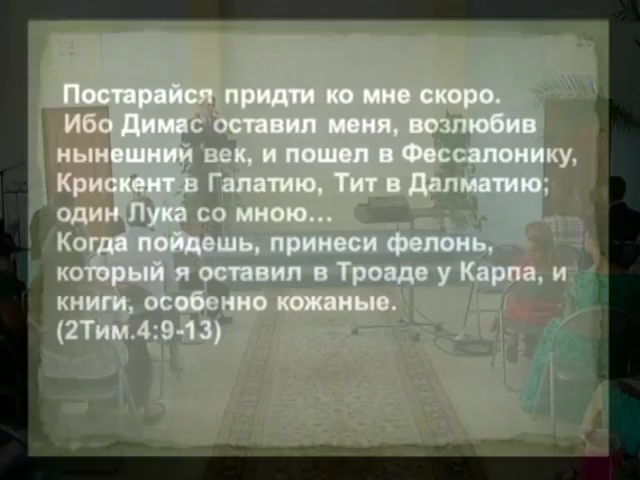 Постарайся придти ко мне скоро.
Ибо Димас оставил меня, возлюбив
нынешний век, и пошел в Фессалонику,
Крискент в Галатию, Тит в Далматию;
один Лука со мною…
Когда пойдешь, принеси фелонь,
который я оставил в Троаде у Карпа, и
книги, особенно кожаные.
(2Тим.4:9-13)